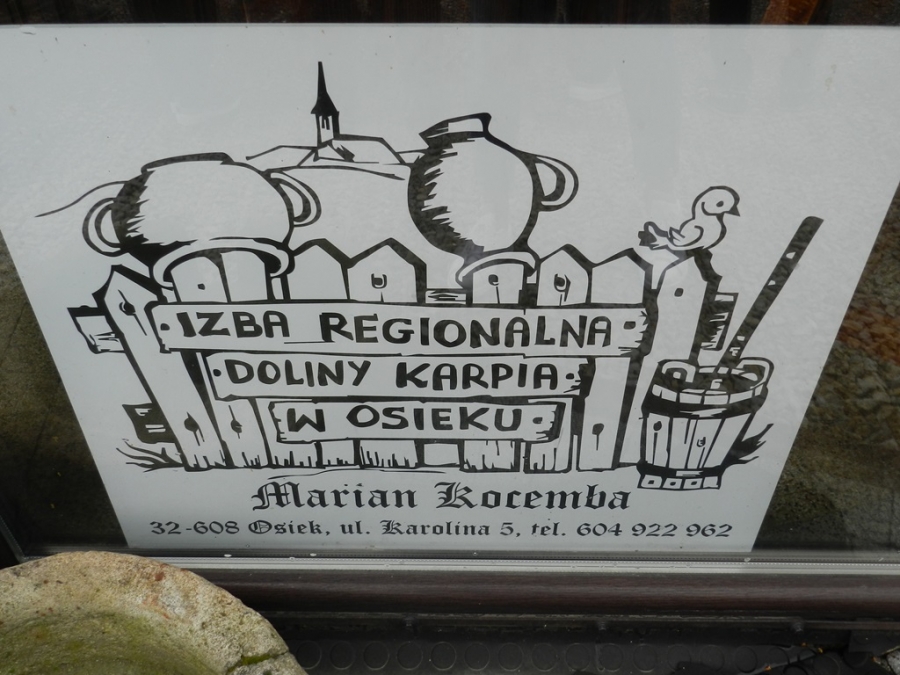 IZBA REGIONALNA
DOLINY KARPIA
W OSIEKU
Marian Kocemba
32-608 Osiek, ul. Karolina 5, tel. 604 922 962